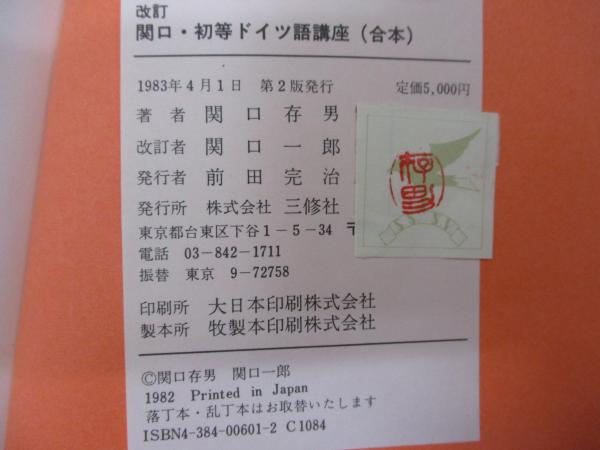 改訂
関口・初等ドイツ語講座（合本）
1983年4月1日　第2版発行　定価5,000円
著者　関口存男
改訂者　関口一郎
発行者　前田完治
発行所　株式会社 三修社
東京都台東区下谷1－5－34　〒
電話　03－842－1711
振替　東京　9－72758
印刷所　大日本印刷株式会社
製本所　牧製本印刷株式会社
©関口存男　関口一郎
1982　Printed in Japan
落丁本・乱丁本はお取替いたします
ISBN4-384-00601-2 C1084
存男